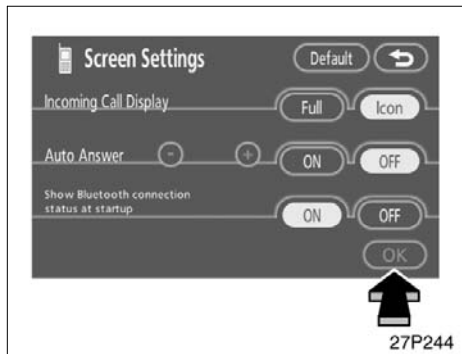 Screen Settings Default
Incoming Call Display Full Icon
Auto Answer - + ON OFF
Show Bluetooth connection
status at startup ON OFF
OK
27P244